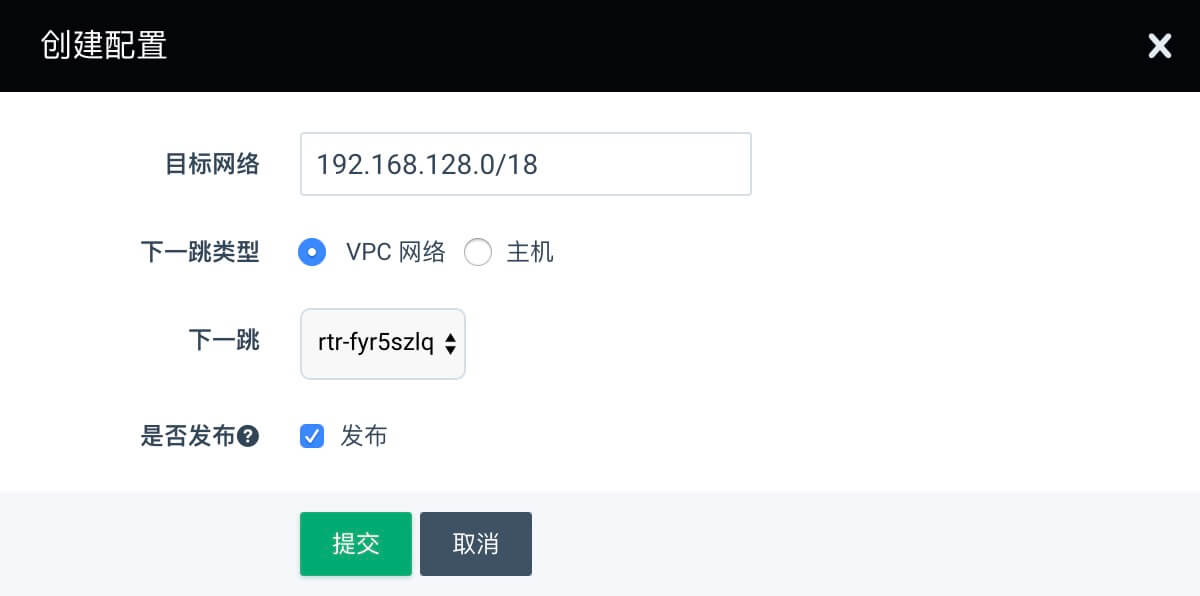 创建配置
目标网络 192.168.128.0/18
下一跳类型 VPC 网络 主机
下一跳 rtr-fyr5szlq
是否发布? 发布
提交 取消